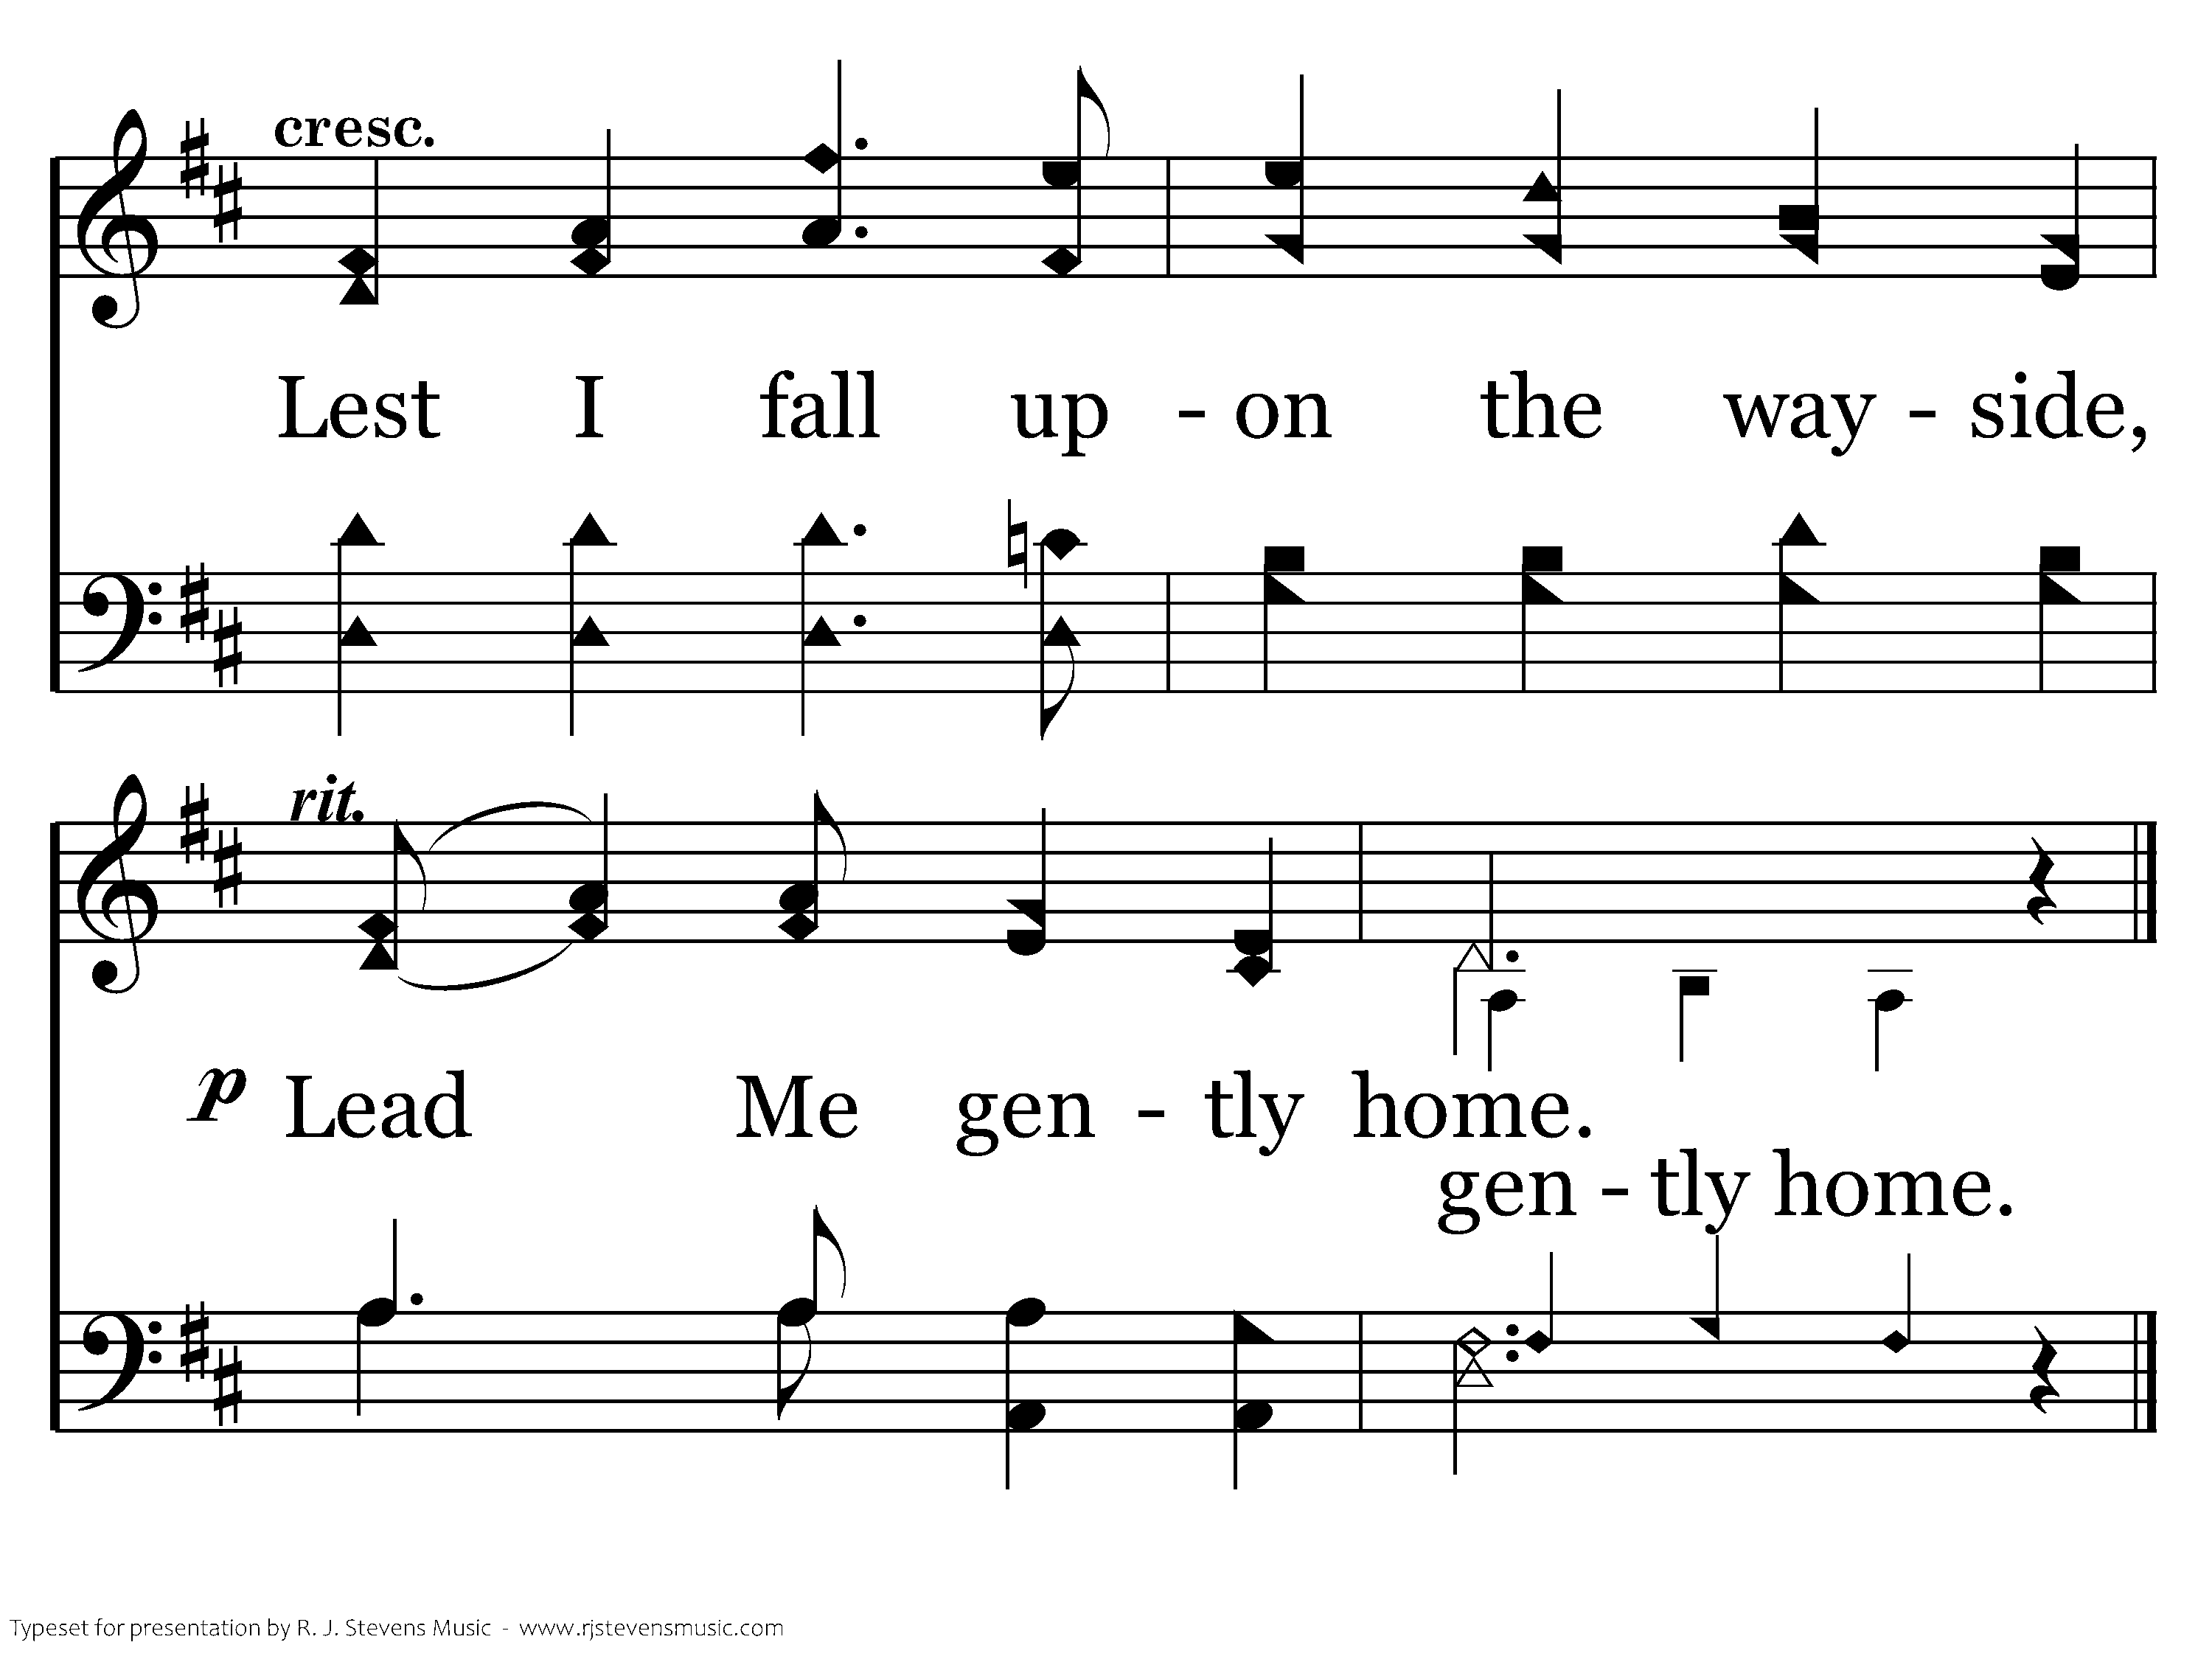 cresc.
Lest I fall up - on the way - side,
rit.
p Lead Me gen - tly home.
gen - tly home.
Typeset for presentation by R. J. Stevens Music - www.rjstevensmusic.com